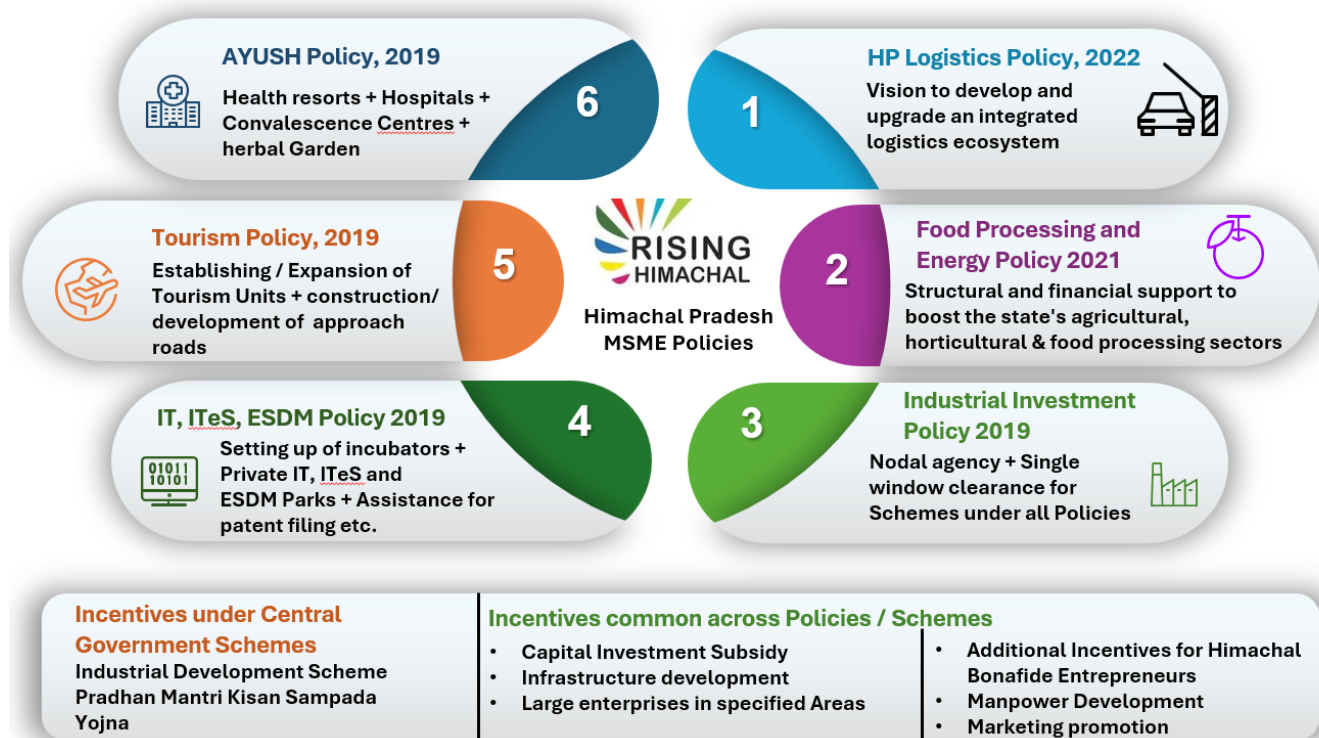 AYUSH Policy, 2019
Health resorts + Hospitals +
Convalescence Centres +
herbal Garden
6
1
HP Logistics Policy, 2022
Vision to develop and
upgrade an integrated
logistics ecosystem
Tourism Policy, 2019
Establishing / Expansion of
Tourism Units + construction/
development of approach
roads
5
RISING
HIMACHAL
Himachal Pradesh
MSME Policies
2
Food Processing and
Energy Policy 2021
Structural and financial support to
boost the state's agricultural,
horticultural & food processing sectors
IT, ITeS, ESDM Policy 2019
Setting up of incubators +
Private IT, ITeS and
ESDM Parks + Assistance for
patent filing etc.
01011
10101
4
3
Industrial Investment
Policy 2019
Nodal agency + Single
window clearance for
Schemes under all Policies
Incentives under Central
Government Schemes
Industrial Development Scheme
Pradhan Mantri Kisan Sampada
Yojna
Incentives common across Policies / Schemes
• Capital Investment Subsidy
• Infrastructure development
• Large enterprises in specified Areas
• Additional Incentives for Himachal
Bonafide Entrepreneurs
• Manpower Development
• Marketing promotion